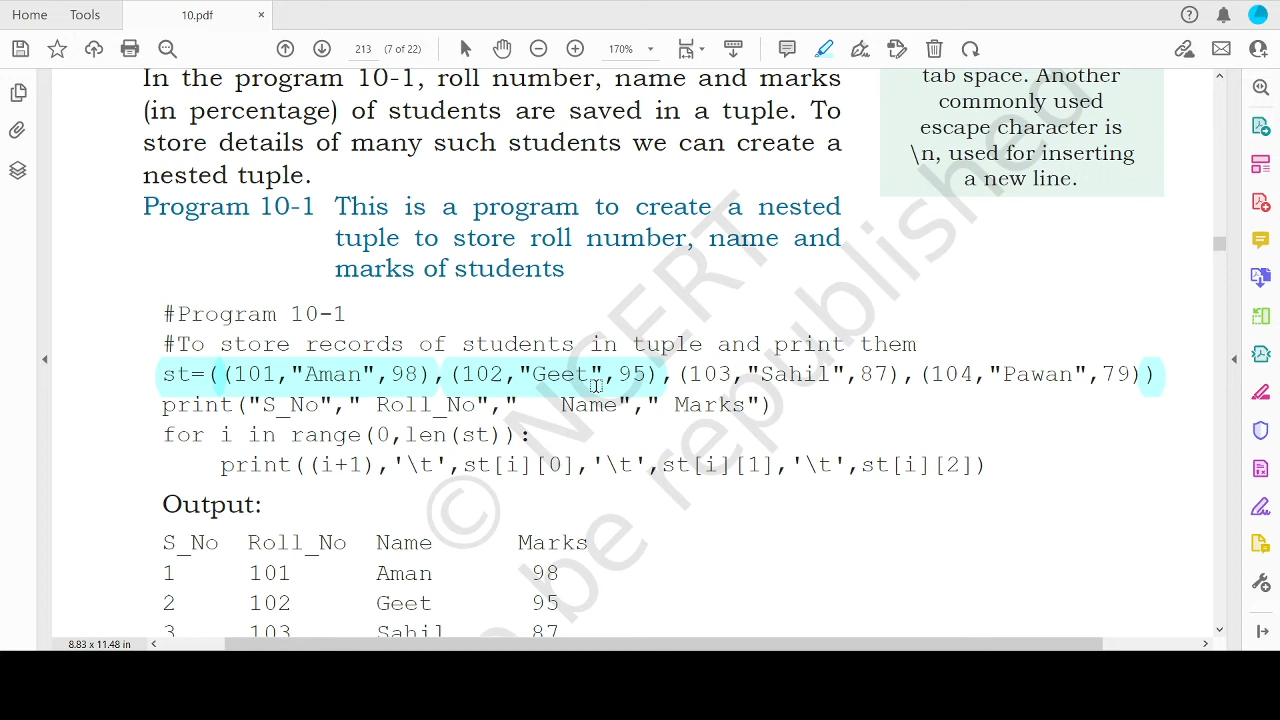 Home Tools 10.pdf ×
213 (7 of 22) 170%
In the program 10-1, roll number, name and marks
(in percentage) of students are saved in a tuple. To
store details of many such students we can create a
nested tuple.
tab space. Another
commonly used
escape character is
\n, used for inserting
a new line.
Program 10-1 This is a program to create a nested
tuple to store roll number, name and
marks of students
#Program 10-1
#To store records of students in tuple and print them
st=((101,"Aman",98),(102,"Geet",95),(103,"Sahil",87),(104,"Pawan",79))
print("S_No"," Roll_No","   Name"," Marks")
for i in range(0,len(st)):
    print((i+1),'\t',st[i][0],'\t',st[i][1],'\t',st[i][2])
Output:
S_No Roll_No Name Marks
1 101 Aman 98
2 102 Geet 95
3 103 Sahil 87
© NCERT
be republished
8.83 x 11.48 in